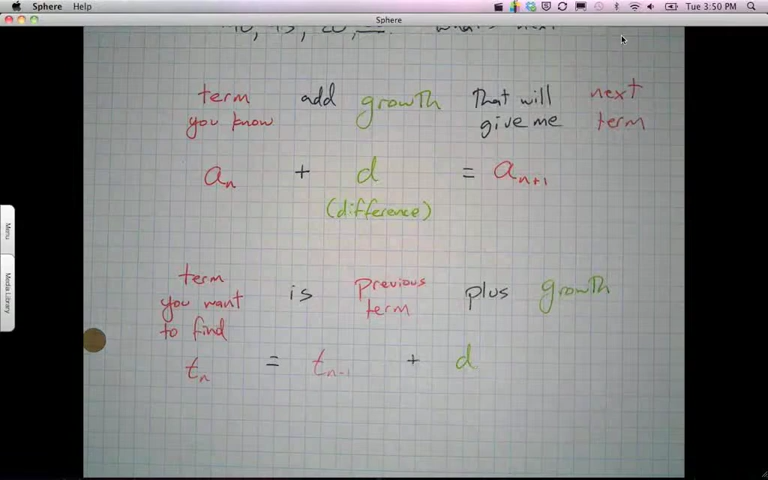 Sphere Help Tue 3:50 PM
Sphere
Menu
Media Library
term add growth that will next
you know give me term
aₙ + d = aₙ₊₁
(difference)
term
you want is previous plus growth
to find term
tₙ = tₙ₋₁ + d